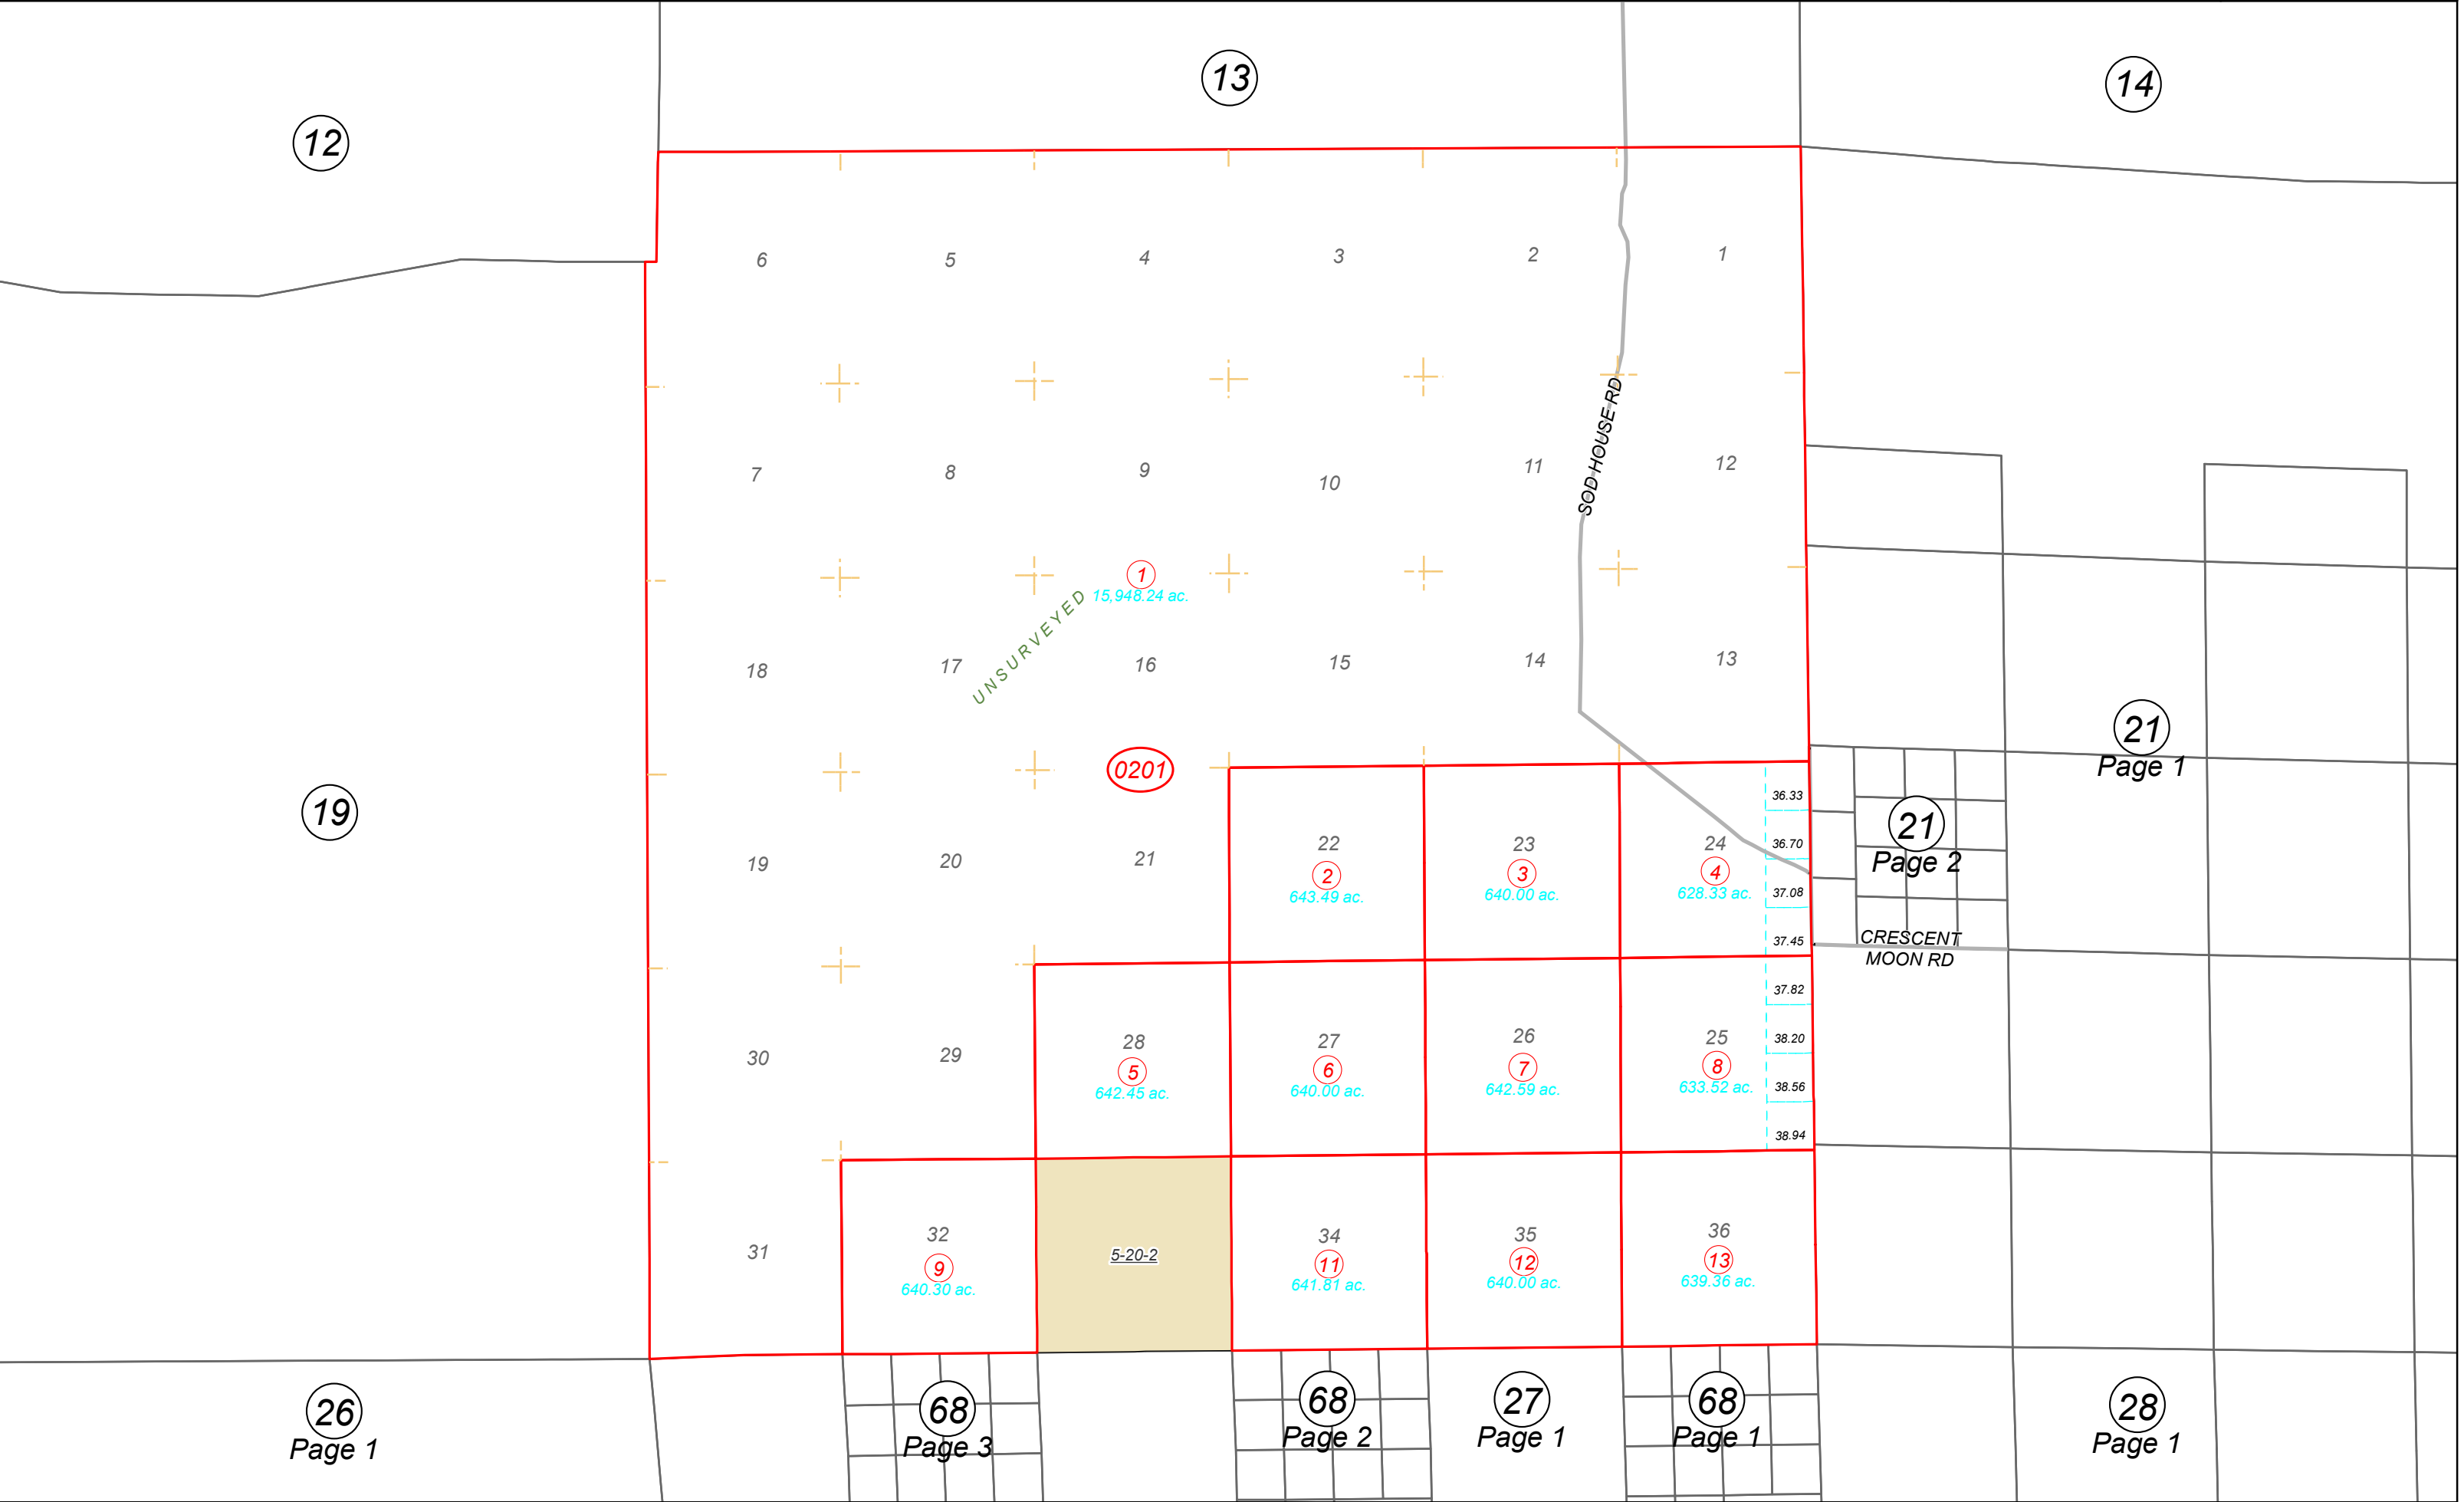 13
14
12
6
5
4
3
2
1
SOD HOUSE RD
7
8
9
10
11
12
1
15,948.24 ac.
UNSURVEYED
18
17
16
15
14
13
21
Page 1
0201
19
36.33
36.70
37.08
37.45
21
Page 2
19
20
21
22
2
643.49 ac.
23
3
640.00 ac.
24
4
628.33 ac.
CRESCENT
MOON RD
37.82
38.20
38.56
38.94
30
29
28
5
642.45 ac.
27
6
640.00 ac.
26
7
642.59 ac.
25
8
633.52 ac.
31
32
9
640.30 ac.
5-20-2
34
11
641.81 ac.
35
12
640.00 ac.
36
13
639.36 ac.
26
Page 1
68
Page 3
68
Page 2
27
Page 1
68
Page 1
28
Page 1